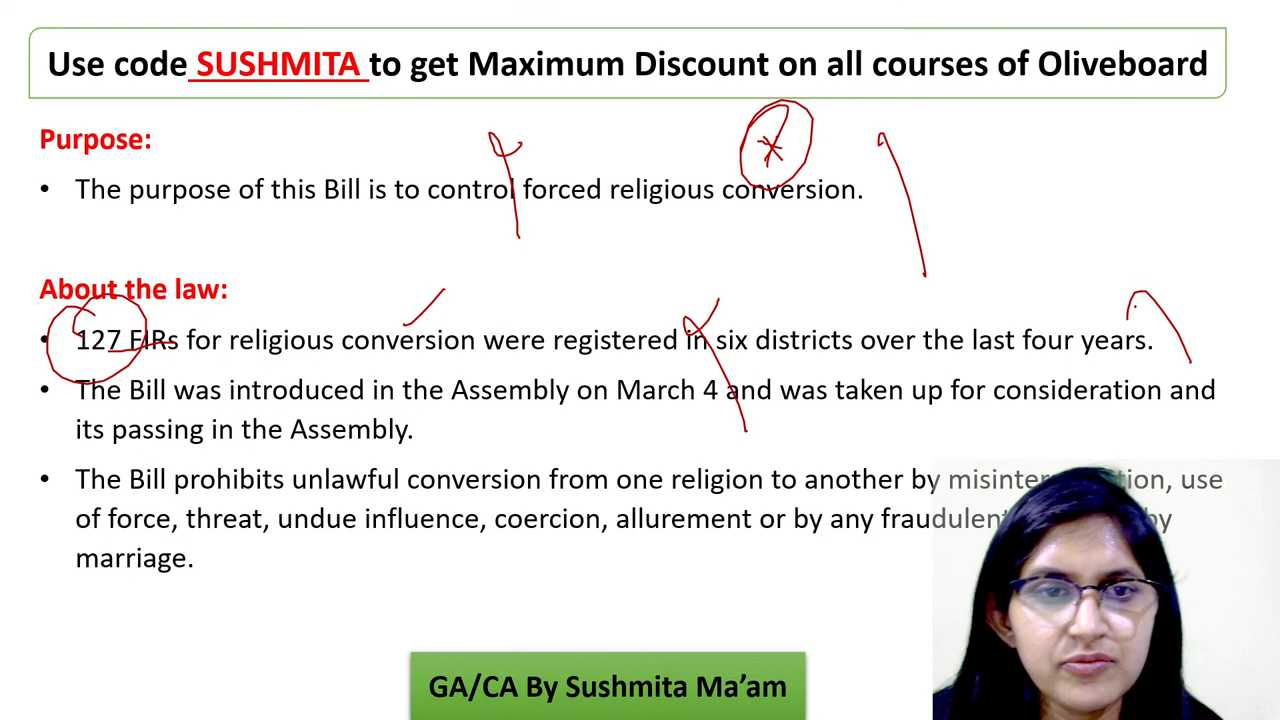 Use code SUSHMITA to get Maximum Discount on all courses of Oliveboard
Purpose:
• The purpose of this Bill is to control forced religious conversion.
About the law:
• 127 FIRs for religious conversion were registered in six districts over the last four years.
• The Bill was introduced in the Assembly on March 4 and was taken up for consideration and
its passing in the Assembly.
• The Bill prohibits unlawful conversion from one religion to another by use
of force, threat, undue influence, coercion, allurement or by any fraudulent by
marriage.
GA/CA By Sushmita Ma’am